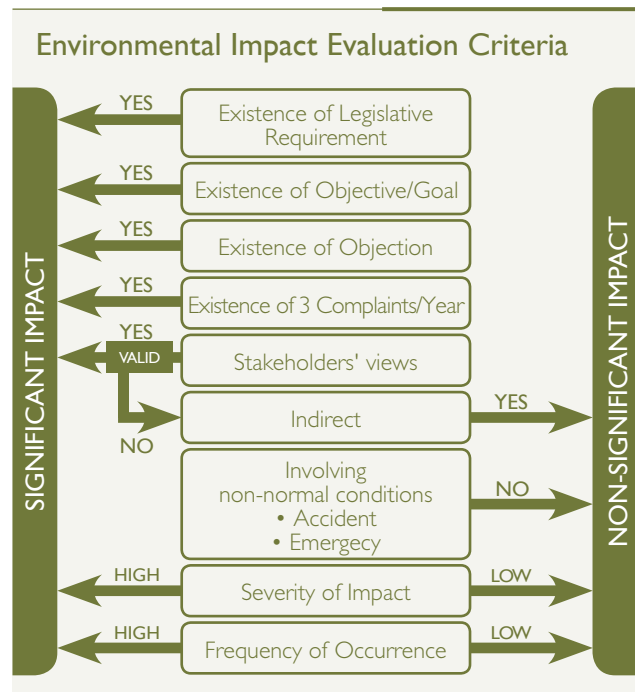 Environmental Impact Evaluation Criteria
SIGNIFICANT IMPACT
NON-SIGNIFICANT IMPACT
YES
Existence of Legislative
Requirement
YES
Existence of Objective/Goal
YES
Existence of Objection
YES
Existence of 3 Complaints/Year
YES
VALID
Stakeholders' views
NO
Indirect
YES
Involving
non-normal conditions
• Accident
• Emergecy
NO
HIGH
Severity of Impact
LOW
HIGH
Frequency of Occurrence
LOW